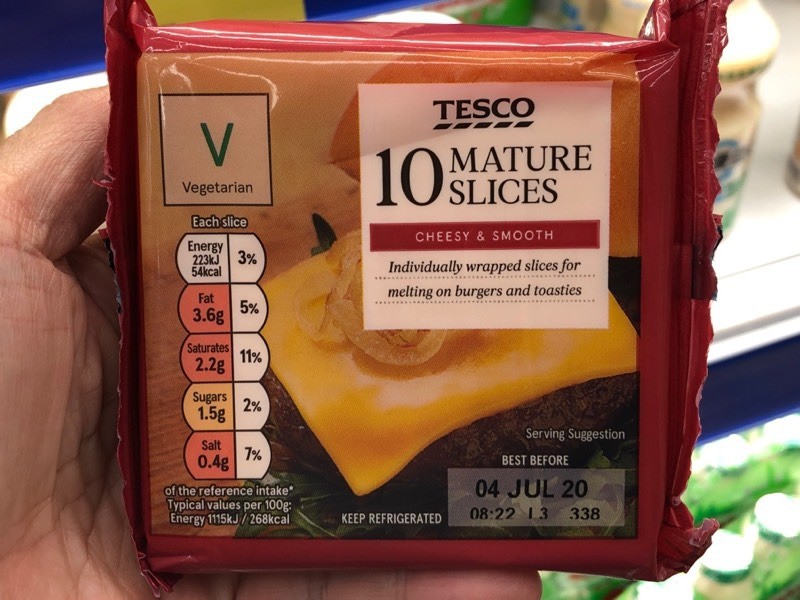 V
Vegetarian
Each slice
Energy
223kJ
54kcal
3%
Fat
3.6g
5%
Saturates
2.2g
11%
Sugars
1.5g
2%
Salt
0.4g
7%
of the reference intake*
Typical values per 100g:
Energy 1115kJ / 268kcal
TESCO
10 MATURE
SLICES
CHEESY & SMOOTH
Individually wrapped slices for
melting on burgers and toasties
Serving Suggestion
BEST BEFORE
04 JUL 20
08:22 L3 338
KEEP REFRIGERATED